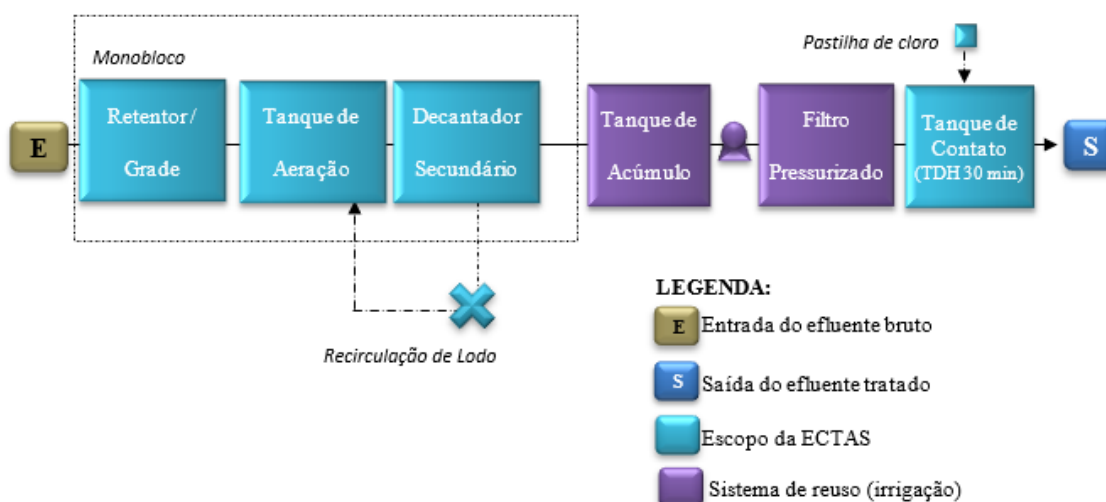 Monobloco
Pastilha de cloro
E
Retentor/
Grade
Tanque de
Aeração
Decantador
Secundário
Tanque de
Acúmulo
Filtro
Pressurizado
Tanque de
Contato
(TDH 30 min)
S
Recirculação de Lodo
LEGENDA:
E Entrada do efluente bruto
S Saída do efluente tratado
Escopo da ECTAS
Sistema de reuso (irrigação)